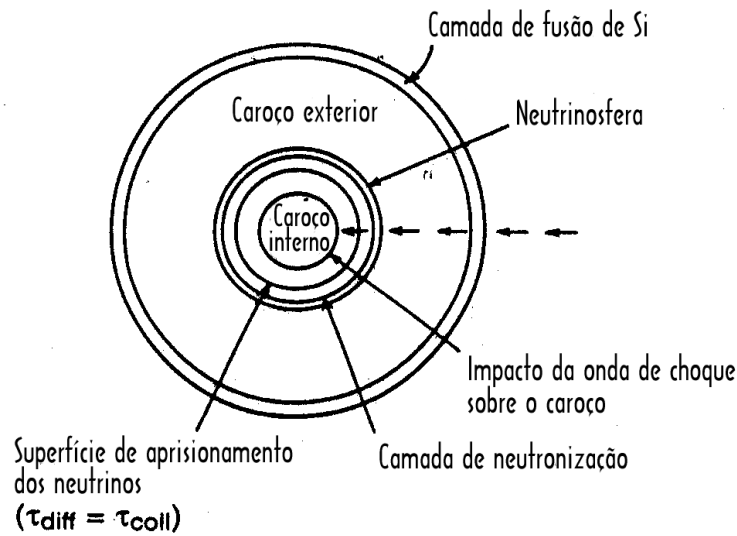 Camada de fusão de Si
Caroço exterior
Neutrinosfera
Caroço
interno
Impacto da onda de choque
sobre o caroço
Superfície de aprisionamento
dos neutrinos
(τdiff = τcoll)
Camada de neutronização